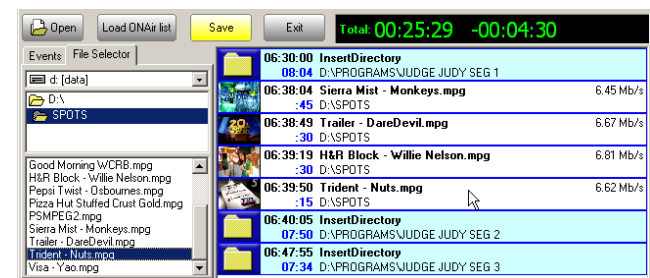 Open Load ONAir list Save Exit Total: 00:25:29 -00:04:30
Events File Selector
d: [data]
D:\
SPOTS
Good Morning WCRB.mpg
H&R Block - Willie Nelson.mpg
Pepsi Twist - Osbournes.mpg
Pizza Hut Stuffed Crust Gold.mpg
PSMPEG2.mpg
Sierra Mist - Monkeys.mpg
Trailer - DareDevil.mpg
Trident - Nuts.mpg
Visa - Yao.mpg
06:30:00 InsertDirectory
08:04 D:\PROGRAMS\JUDGE JUDY SEG 1
06:38:04 Sierra Mist - Monkeys.mpg 6.45 Mb/s
:45 D:\SPOTS
06:38:49 Trailer - DareDevil.mpg 6.67 Mb/s
:30 D:\SPOTS
06:39:19 H&R Block - Willie Nelson.mpg 6.81 Mb/s
:30 D:\SPOTS
06:39:50 Trident - Nuts.mpg 6.62 Mb/s
:15 D:\SPOTS
06:40:05 InsertDirectory
07:50 D:\PROGRAMS\JUDGE JUDY SEG 2
06:47:55 InsertDirectory
07:34 D:\PROGRAMS\JUDGE JUDY SEG 3